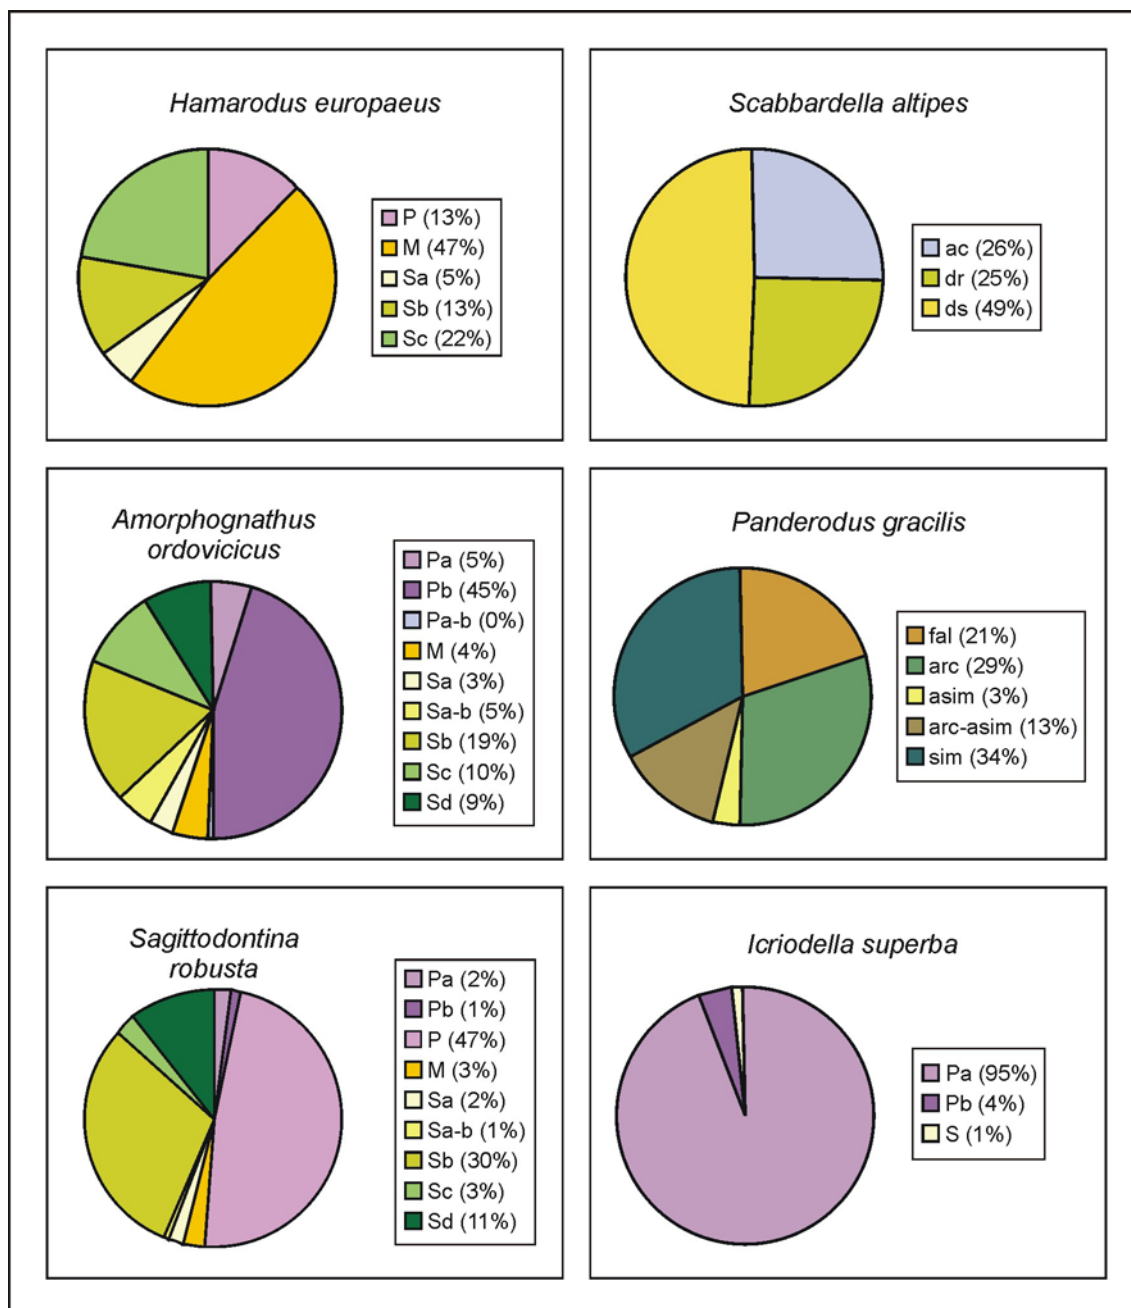 Hamarodus europaeus
P (13%)
M (47%)
Sa (5%)
Sb (13%)
Sc (22%)
Scabbardella altipes
ac (26%)
dr (25%)
ds (49%)
Amorphognathus
ordovicicus
Pa (5%)
Pb (45%)
Pa-b (0%)
M (4%)
Sa (3%)
Sa-b (5%)
Sb (19%)
Sc (10%)
Sd (9%)
Panderodus gracilis
fal (21%)
arc (29%)
asim (3%)
arc-asim (13%)
sim (34%)
Sagittodontina
robusta
Pa (2%)
Pb (1%)
P (47%)
M (3%)
Sa (2%)
Sa-b (1%)
Sb (30%)
Sc (3%)
Sd (11%)
Icriodella superba
Pa (95%)
Pb (4%)
S (1%)